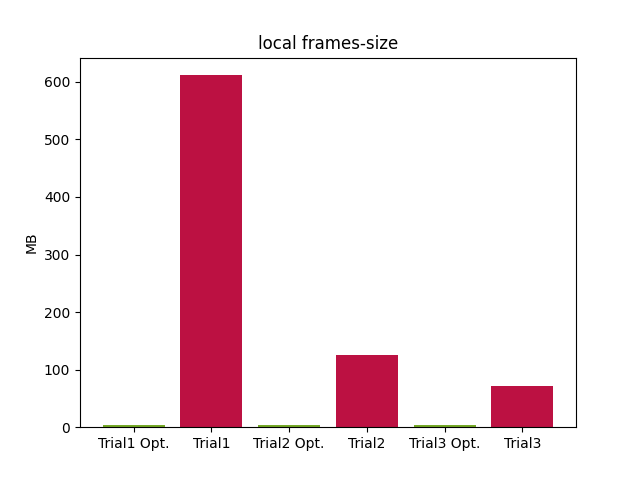 local frames-size
MB
600
500
400
300
200
100
0
Trial1 Opt.
Trial1
Trial2 Opt.
Trial2
Trial3 Opt.
Trial3